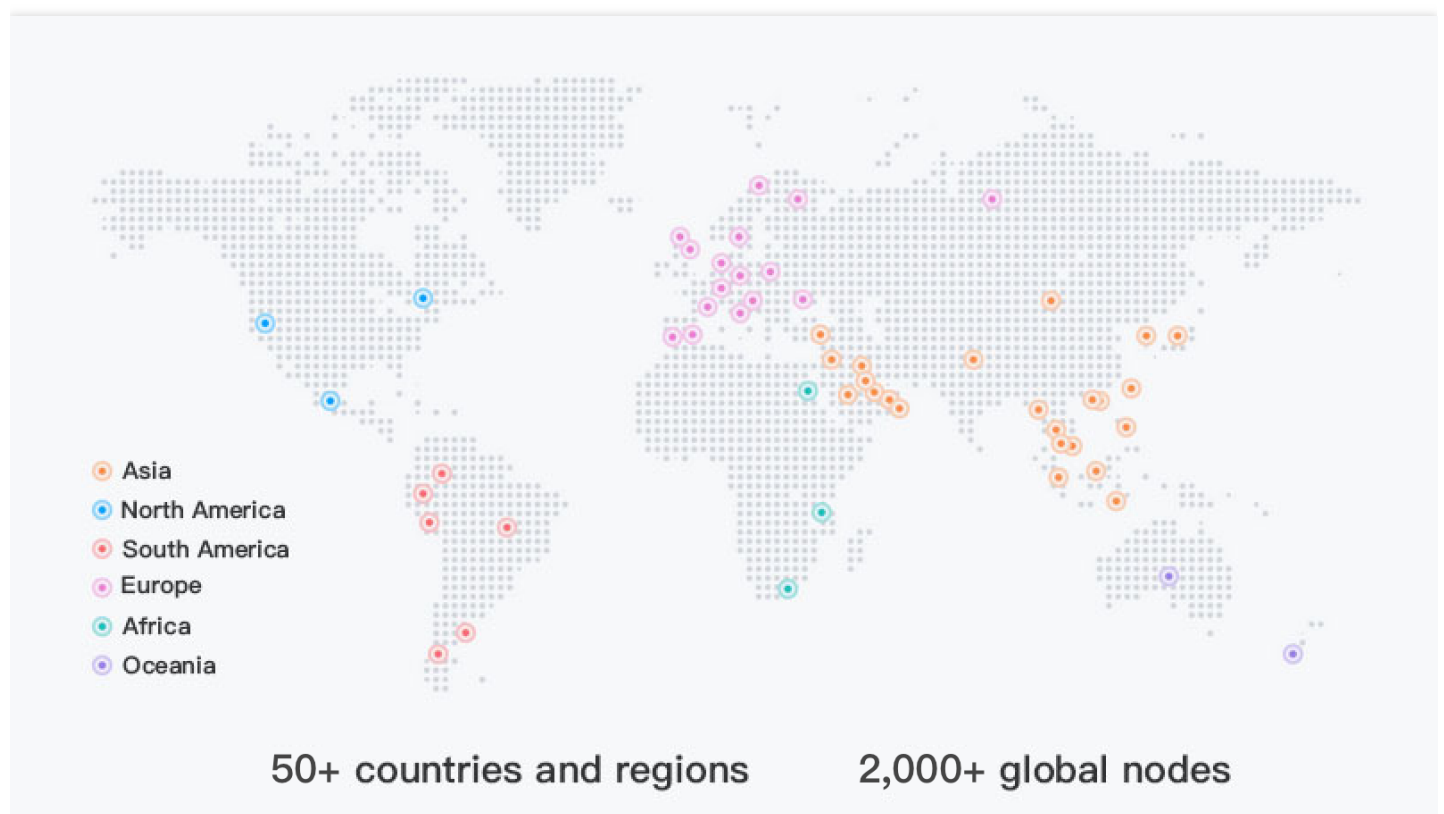 Asia
North America
South America
Europe
Africa
Oceania
50+ countries and regions
2,000+ global nodes